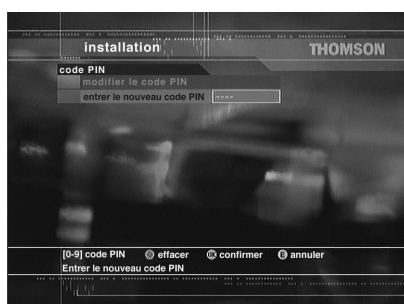 installation
THOMSON
code PIN
modifier le code PIN
entrer le nouveau code PIN ----
[0-9] code PIN effacer OK confirmer annuler
Entrer le nouveau code PIN